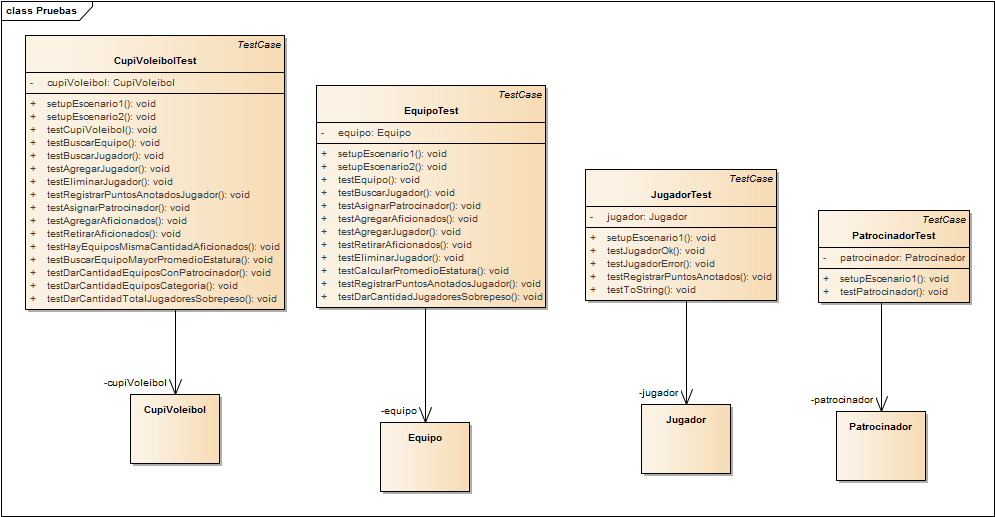 class Pruebas
TestCase
CupiVoleibolTest
- cupiVoleibol: CupiVoleibol
+ setupEscenario1(): void
+ setupEscenario2(): void
+ testCupiVoleibol(): void
+ testBuscarEquipo(): void
+ testBuscarJugador(): void
+ testAgregarJugador(): void
+ testEliminarJugador(): void
+ testRegistrarPuntosAnotadosJugador(): void
+ testAsignarPatrocinador(): void
+ testAgregarAficionados(): void
+ testRetirarAficionados(): void
+ testHayEquiposMismaCantidadAficionados(): void
+ testBuscarEquipoMayorPromedioEstatura(): void
+ testDarCantidadEquiposConPatrocinador(): void
+ testDarCantidadEquiposCategoria(): void
+ testDarCantidadTotalJugadoresSobrepeso(): void
-cupiVoleibol
CupiVoleibol
TestCase
EquipoTest
- equipo: Equipo
+ setupEscenario1(): void
+ setupEscenario2(): void
+ testEquipo(): void
+ testBuscarJugador(): void
+ testAsignarPatrocinador(): void
+ testAgregarAficionados(): void
+ testAgregarJugador(): void
+ testRetirarAficionados(): void
+ testEliminarJugador(): void
+ testCalcularPromedioEstatura(): void
+ testRegistrarPuntosAnotadosJugador(): void
+ testDarCantidadJugadoresSobrepeso(): void
-equipo
Equipo
TestCase
JugadorTest
- jugador: Jugador
+ setupEscenario1(): void
+ testJugadorOk(): void
+ testJugadorError(): void
+ testRegistrarPuntosAnotados(): void
+ testToString(): void
-jugador
Jugador
TestCase
PatrocinadorTest
- patrocinador: Patrocinador
+ setupEscenario1(): void
+ testPatrocinador(): void
-patrocinador
Patrocinador